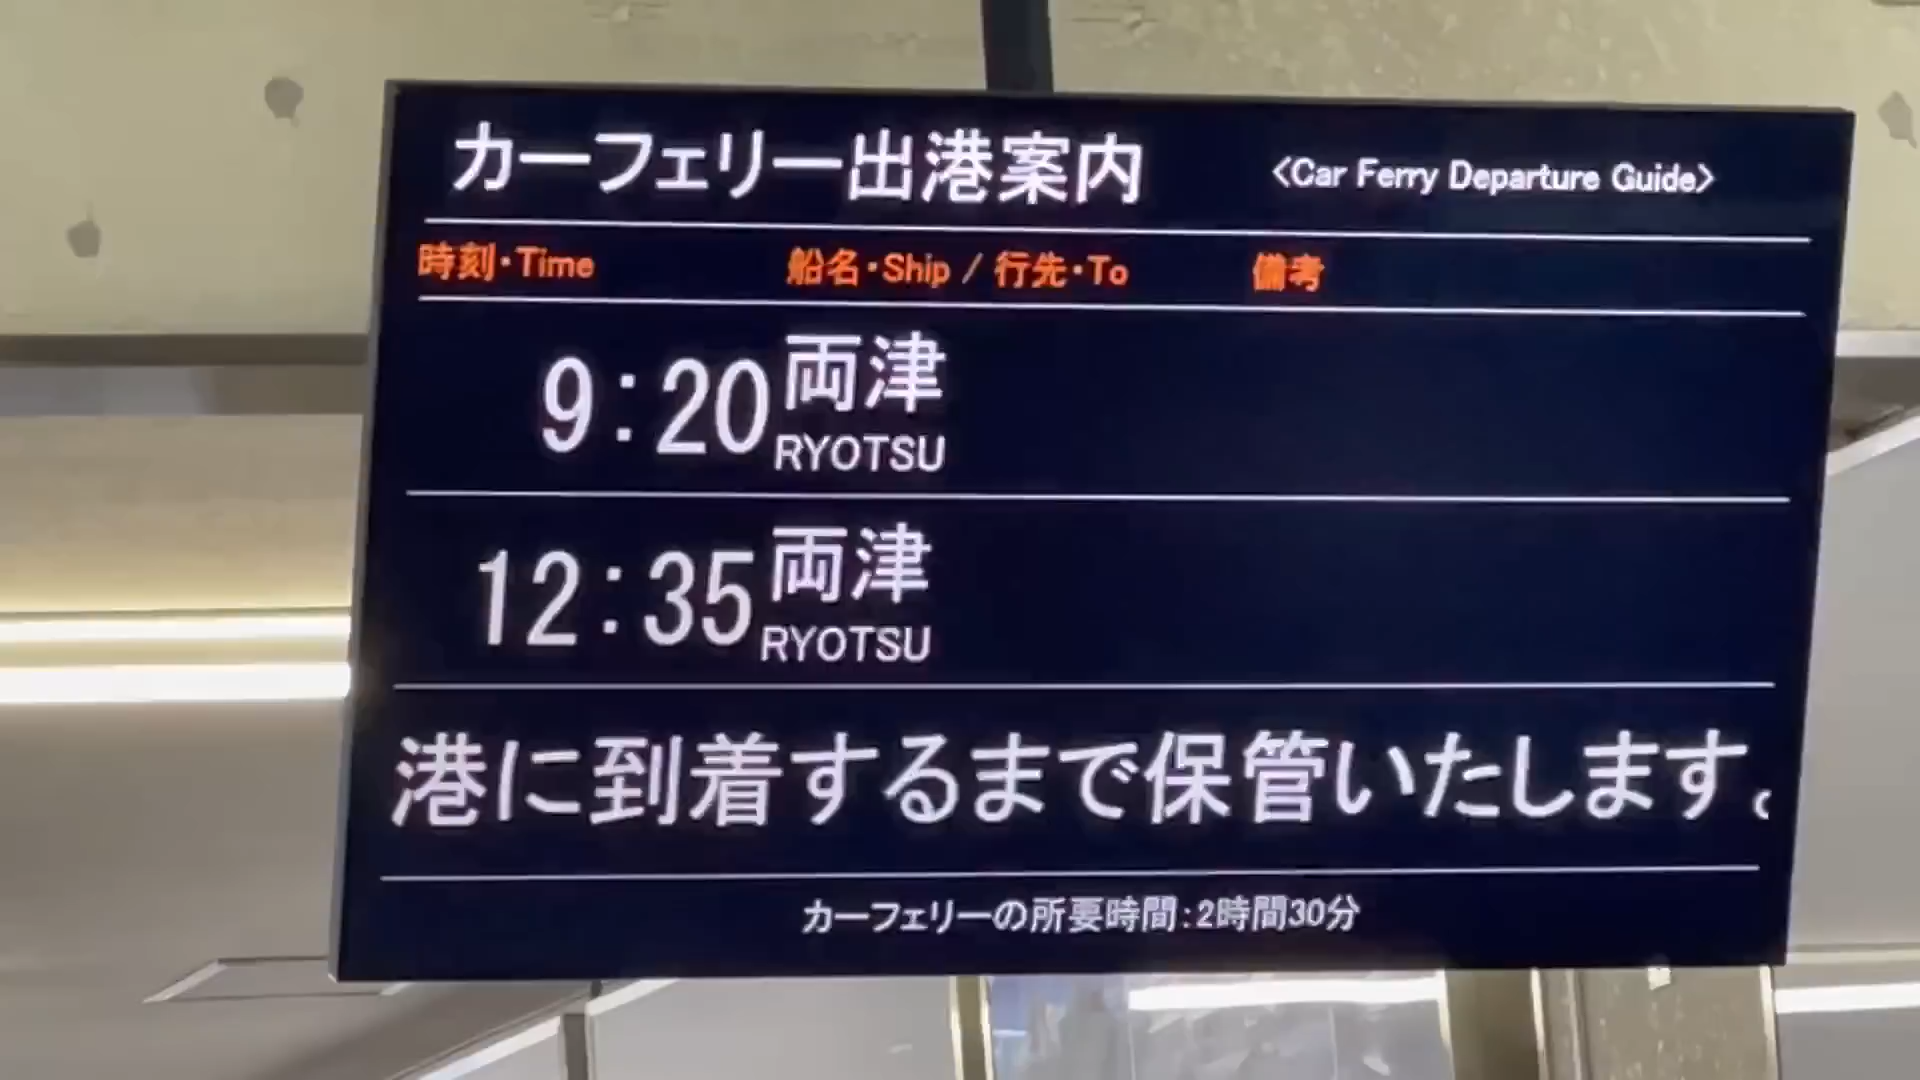 カーフェリー出港案内 <Car Ferry Departure Guide>
時刻・Time 船名・Ship / 行先・To 備考
9:20 両津
RYOTSU
12:35 両津
RYOTSU
港に到着するまで保管いたします。
カーフェリーの所要時間:2時間30分